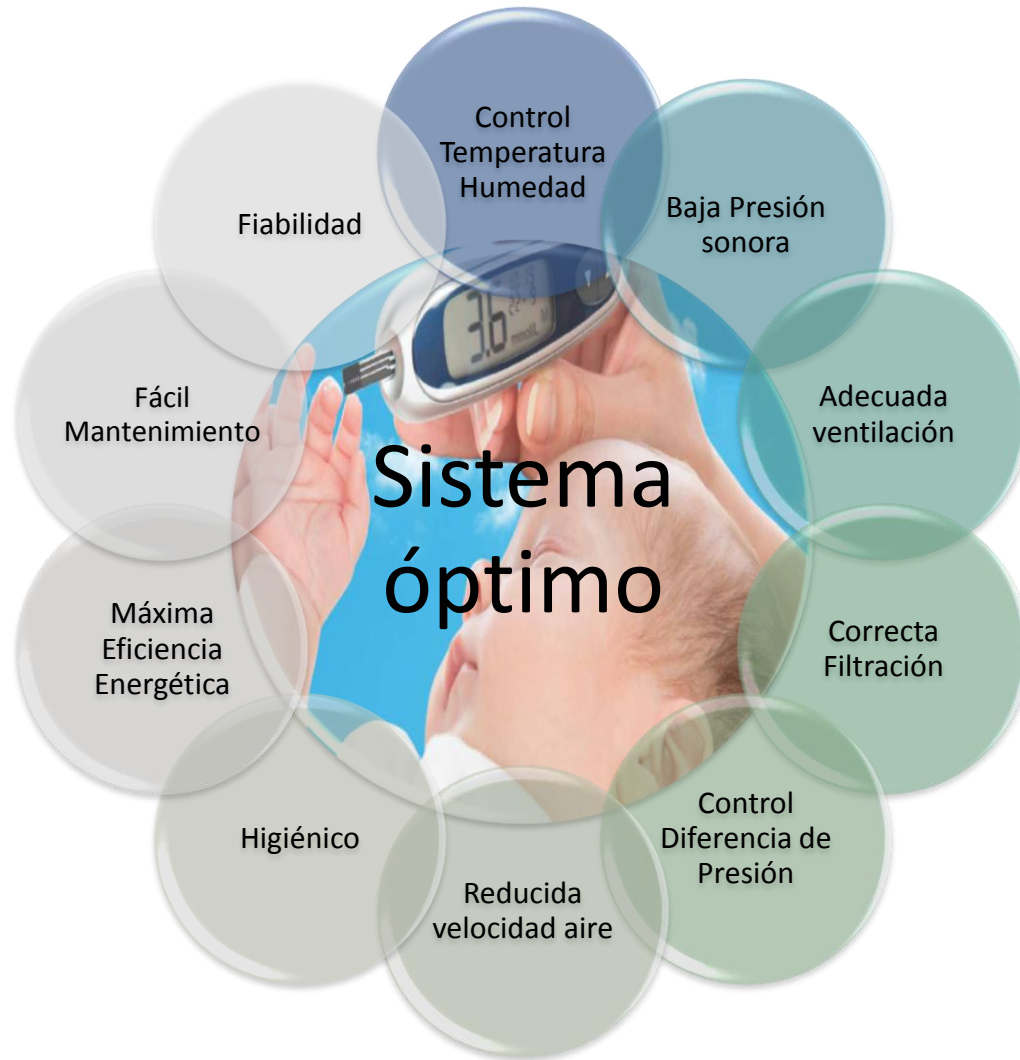 Control
Temperatura
Humedad
Baja Presión
sonora
Adecuada
ventilación
Correcta
Filtración
Control
Diferencia de
Presión
Reducida
velocidad aire
Higiénico
Máxima
Eficiencia
Energética
Fácil
Mantenimiento
Fiabilidad
Sistema
óptimo
3.6
mmol/L